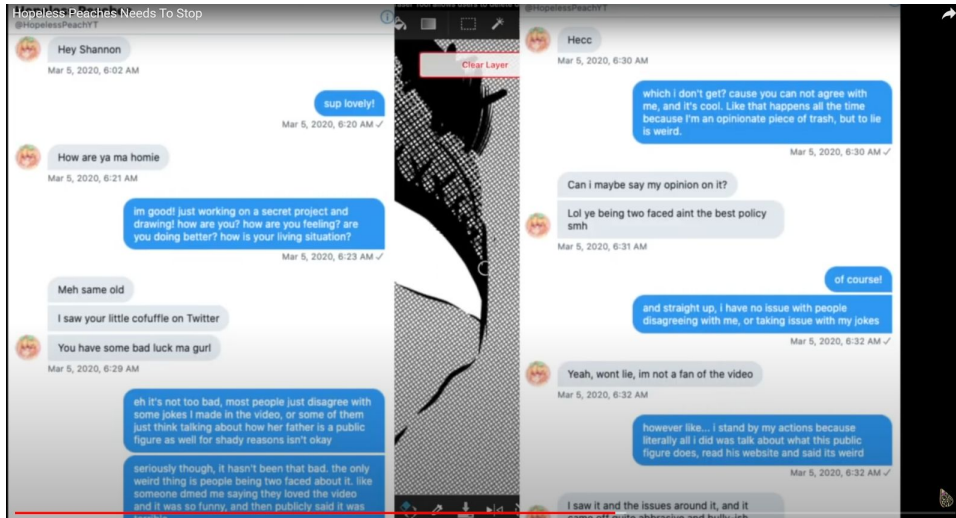 Hopeless Peaches Needs To Stop
@HopelessPeachYT
Hey Shannon
Mar 5, 2020, 6:02 AM
sup lovely!
Mar 5, 2020, 6:20 AM ✓
How are ya ma homie
Mar 5, 2020, 6:21 AM
im good! just working on a secret project and
drawing! how are you? how are you feeling? are
you doing better? how is your living situation?
Mar 5, 2020, 6:23 AM ✓
Meh same old
I saw your little cofuffle on Twitter
You have some bad luck ma gurl
Mar 5, 2020, 6:29 AM
eh it's not too bad, most people just disagree with
some jokes I made in the video, or some of them
just think talking about how her father is a public
figure as well for shady reasons isn't okay
seriously though, it hasn't been that bad. the only
weird thing is people being two faced about it. like
someone dmed me saying they loved the video
and it was so funny, and then publicly said it was
Clear Layer
@HopelessPeachYT
Hecc
Mar 5, 2020, 6:30 AM
which i don't get? cause you can not agree with
me, and it's cool. Like that happens all the time
because I'm an opinionate piece of trash, but to lie
is weird.
Mar 5, 2020, 6:30 AM ✓
Can i maybe say my opinion on it?
Lol ye being two faced aint the best policy
smh
Mar 5, 2020, 6:31 AM
of course!
and straight up, i have no issue with people
disagreeing with me, or taking issue with my jokes
Mar 5, 2020, 6:32 AM ✓
Yeah, wont lie, im not a fan of the video
Mar 5, 2020, 6:32 AM
however like... i stand by my actions because
literally all i did was talk about what this public
figure does, read his website and said its weird
Mar 5, 2020, 6:32 AM ✓
I saw it and the issues around it, and it